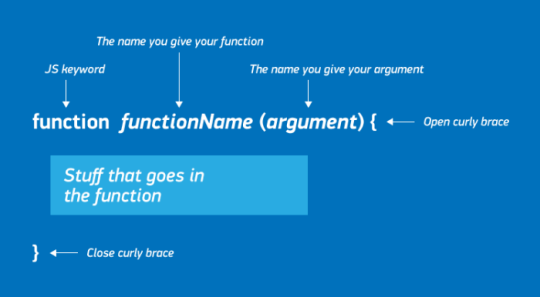 The name you give your function
JS keyword
The name you give your argument
function functionName (argument) {
Open curly brace
Stuff that goes in
the function
}
Close curly brace